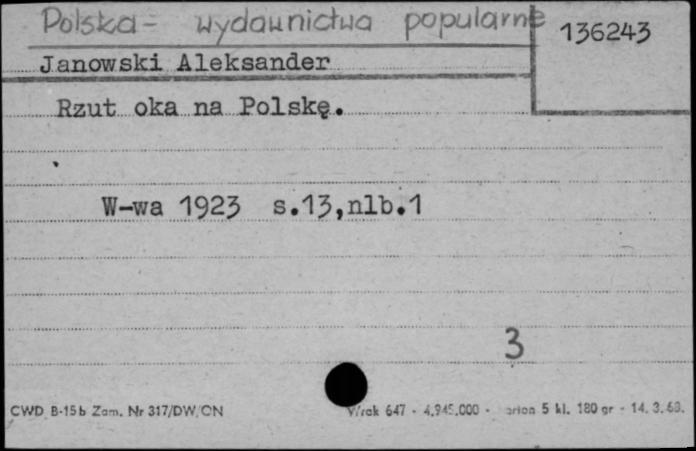 Polska - wydawnictwa popularne
136243
Janowski Aleksander
Rzut oka na Polskę.
W-wa 1923 s.13,nlb.1
3
CWD B-15b Zam. Nr 317/DW/CN
647 - 4.945.000 - 5 kl. 180 gr - 14. 3.